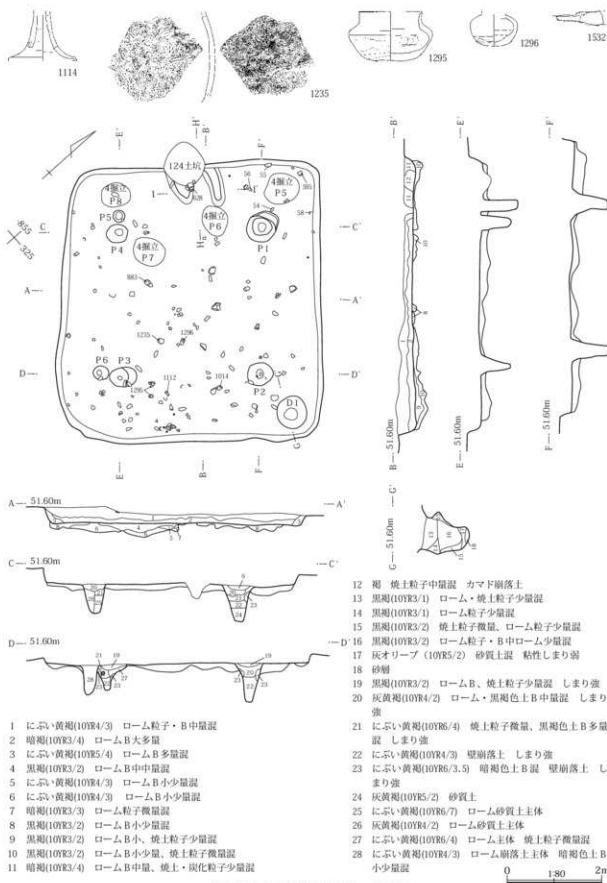 1114
1235
1295
1296
1532
E'
H'
B'
F'
124土坑
56
55
I
I'
628
4掘立
P8
4掘立
P5
585
54
58
P5
4掘立
P6
P1
C
P4
4掘立
P7
H
C'
855
325
883
A
A'
1235
1296
P6
P3
D
1295
1112
1014
P2
D'
D1
G
E
B
F
B'
E'
F'
C'
A'
D'
B 51.60m
E 51.60m
F 51.60m
A 51.60m A'
G 51.60m G'
C 51.60m C'
D 51.60m D'
1 にぶい黄褐(10YR4/3) ローム粒子・B中量混
2 暗褐(10YR3/4) ロームB大多量
3 にぶい黄褐(10YR5/4) ロームB多量混
4 黒褐(10YR3/2) ロームB中中量混
5 にぶい黄褐(10YR4/3) ロームB小少量混
6 にぶい黄褐(10YR4/3) ロームB小少量混
7 暗褐(10YR3/3) ローム粒子微量混
8 黒褐(10YR3/2) ロームB小少量混
9 黒褐(10YR3/2) ロームB小、焼土粒子少量混
10 黒褐(10YR3/2) ロームB小少量、焼土粒子微量混
11 暗褐(10YR3/4) ロームB中量、焼土・炭化粒子少量混
12 褐 焼土粒子中量混 カマド崩落土
13 黒褐(10YR3/1) ローム・焼土粒子少量混
14 黒褐(10YR3/1) ローム粒子少量混
15 黒褐(10YR3/2) 焼土粒子微量、ローム粒子少量混
16 黒褐(10YR3/2) ローム粒子・B中ローム少量混
17 灰オリーブ(10YR5/2) 砂質土混 粘性しまり弱
18 砂層
19 黒褐(10YR3/2) ロームB、焼土粒子少量混 しまり強
20 灰黄褐(10YR4/2) ローム・黒褐色土B中量混 しまり
強
21 にぶい黄褐(10YR6/4) 焼土粒子微量、黒褐色土B多量
混 しまり強
22 にぶい黄褐(10YR4/3) 壁崩落土 しまり強
23 にぶい黄褐(10YR6/3.5) 暗褐色土B混 壁崩落土 し
まり強
24 灰黄褐(10YR5/2) 砂質土
25 にぶい黄褐(10YR6/7) ローム砂質土主体
26 灰黄褐(10YR4/2) ローム砂質土主体
27 にぶい黄褐(10YR6/4) ローム主体 焼土粒子微量混
28 にぶい黄褐(10YR4/3) ローム崩落土主体 暗褐色土B
小少量混
0 1:80 2m